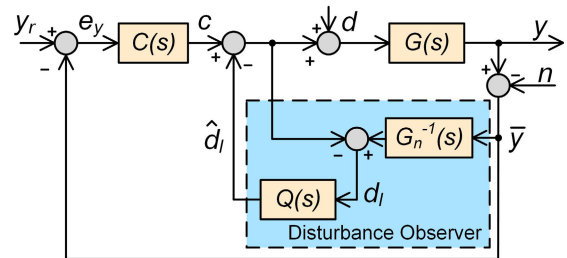 y_r + e_y C(s) c d G(s) y
− + − + + + −
n
d̂_l − + G_n^{-1}(s) ȳ
Q(s) d_l
Disturbance Observer